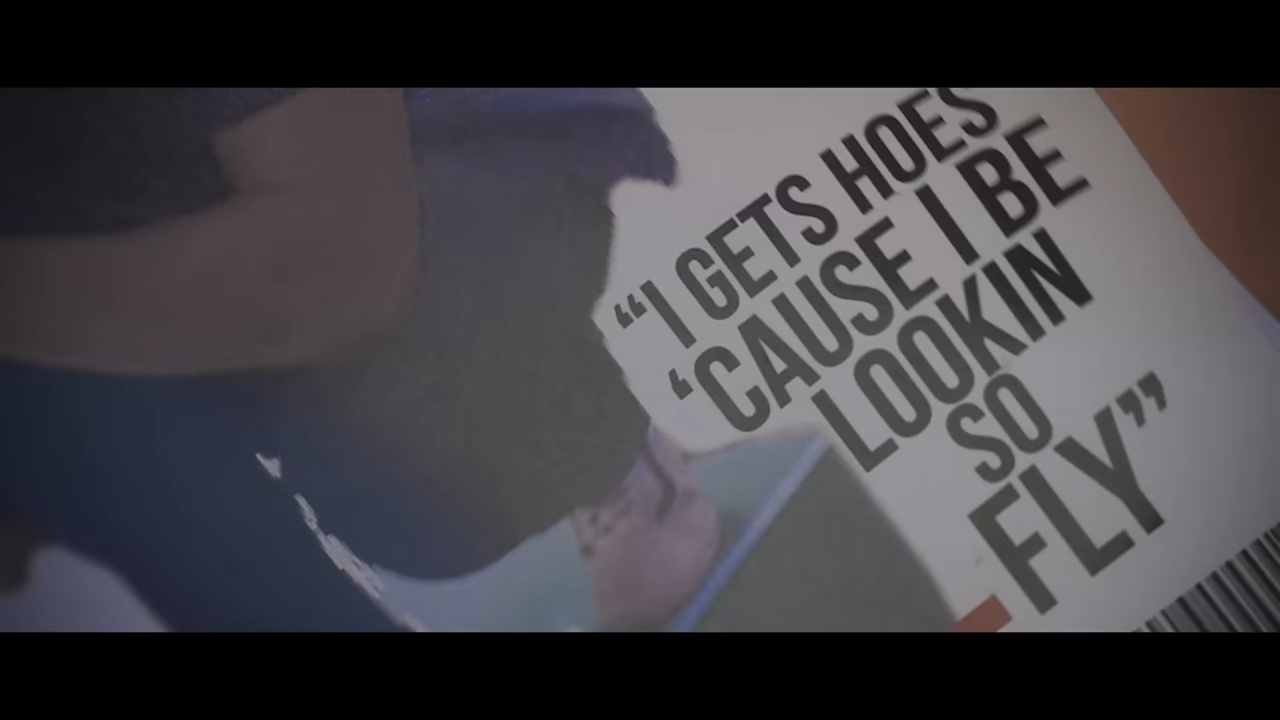 “I GETS HOES
‘CAUSE I BE
LOOKIN
SO
FLY”